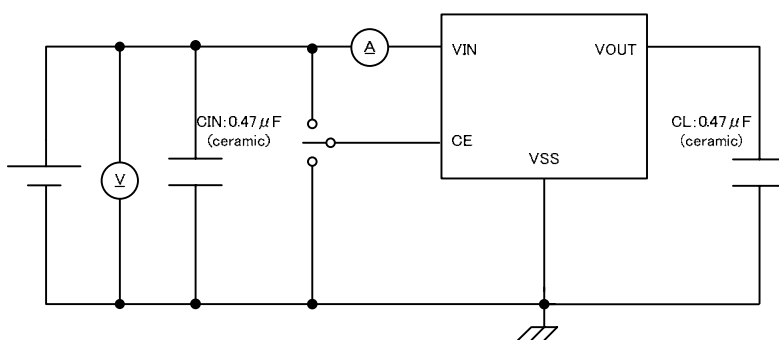 A
VIN
VOUT
CIN:0.47μF
(ceramic)
CL:0.47μF
(ceramic)
CE
VSS
V